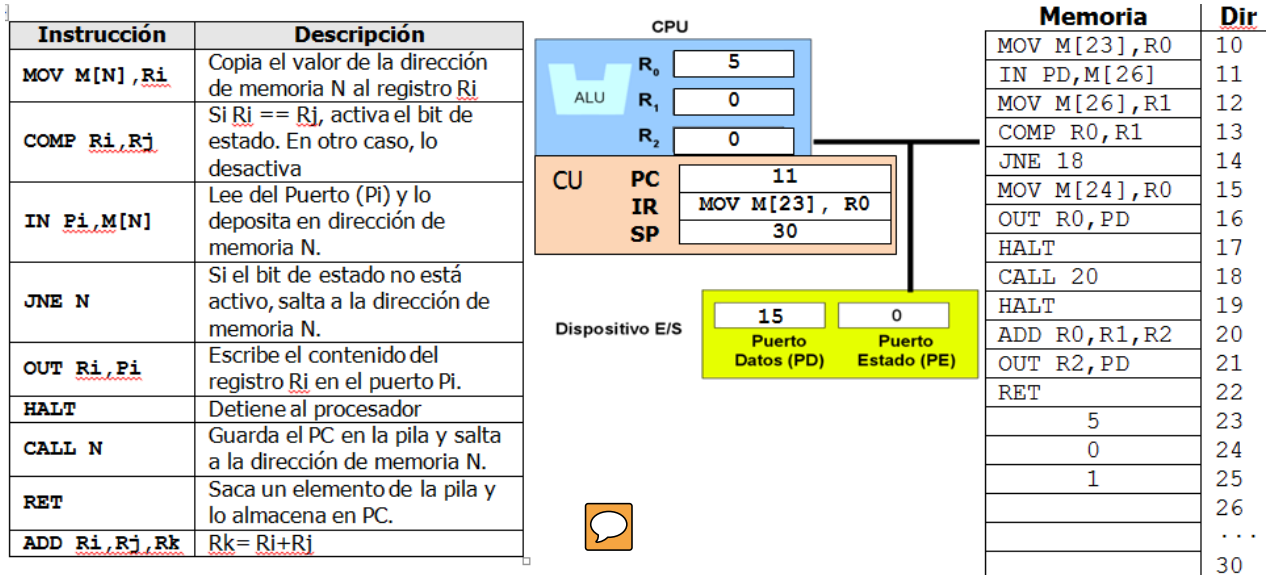 Instrucción Descripción
MOV M[N],Ri
Copia el valor de la dirección
de memoria N al registro Ri
COMP Ri,Rj
Si Ri == Rj, activa el bit de
estado. En otro caso, lo
desactiva
IN Pi,M[N]
Lee del Puerto (Pi) y lo
deposita en dirección de
memoria N.
JNE N
Si el bit de estado no está
activo, salta a la dirección de
memoria N.
OUT Ri,Pi
Escribe el contenido del
registro Ri en el puerto Pi.
HALT
Detiene al procesador
CALL N
Guarda el PC en la pila y salta
a la dirección de memoria N.
RET
Saca un elemento de la pila y
lo almacena en PC.
ADD Ri,Rj,Rk
Rk= Ri+Rj
CPU
ALU
R0 5
R1 0
R2 0
CU
PC 11
IR MOV M[23], R0
SP 30
Dispositivo E/S
15
Puerto
Datos (PD)
0
Puerto
Estado (PE)
Memoria Dir
MOV M[23],R0 10
IN PD,M[26] 11
MOV M[26],R1 12
COMP R0,R1 13
JNE 18 14
MOV M[24],R0 15
OUT R0,PD 16
HALT 17
CALL 20 18
HALT 19
ADD R0,R1,R2 20
OUT R2,PD 21
RET 22
5 23
0 24
1 25
26
...
30